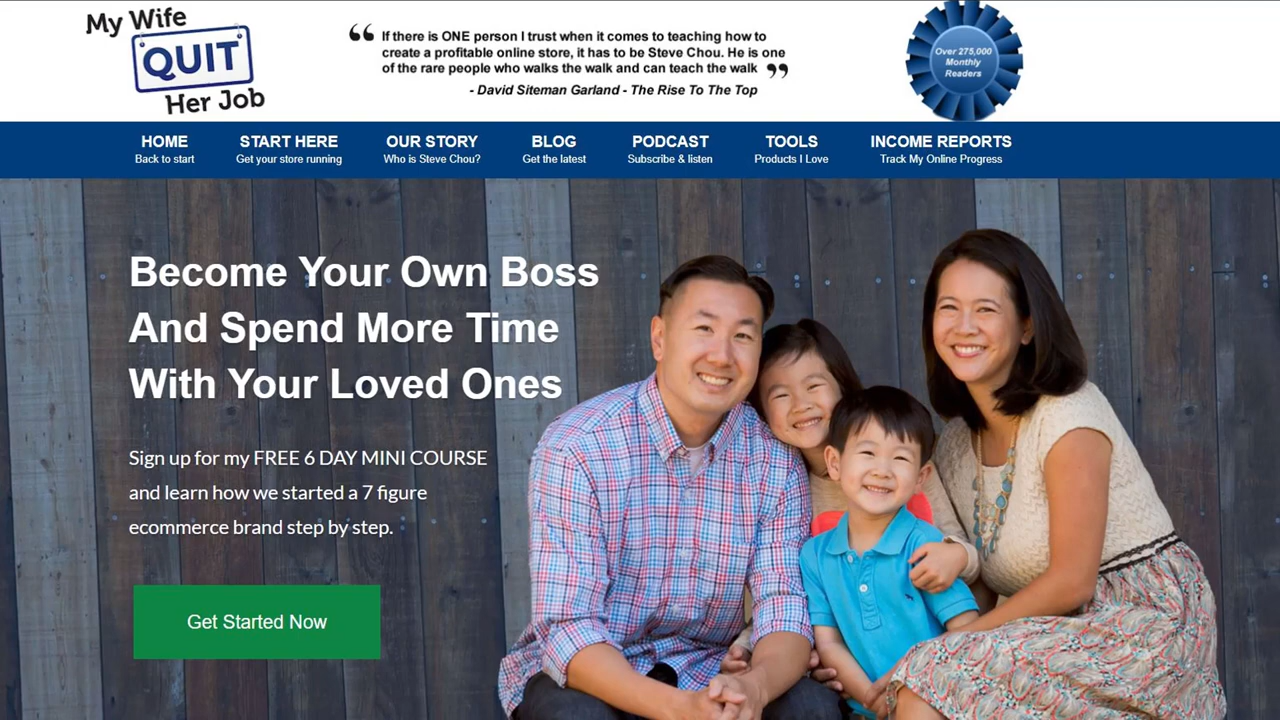 My Wife
QUIT
Her Job
“ If there is ONE person I trust when it comes to teaching how to
create a profitable online store, it has to be Steve Chou. He is one
of the rare people who walks the walk and can teach the walk ”
- David Siteman Garland - The Rise To The Top
Over 275,000
Monthly
Readers
HOME
Back to start
START HERE
Get your store running
OUR STORY
Who is Steve Chou?
BLOG
Get the latest
PODCAST
Subscribe & listen
TOOLS
Products I Love
INCOME REPORTS
Track My Online Progress
Become Your Own Boss
And Spend More Time
With Your Loved Ones
Sign up for my FREE 6 DAY MINI COURSE
and learn how we started a 7 figure
ecommerce brand step by step.
Get Started Now